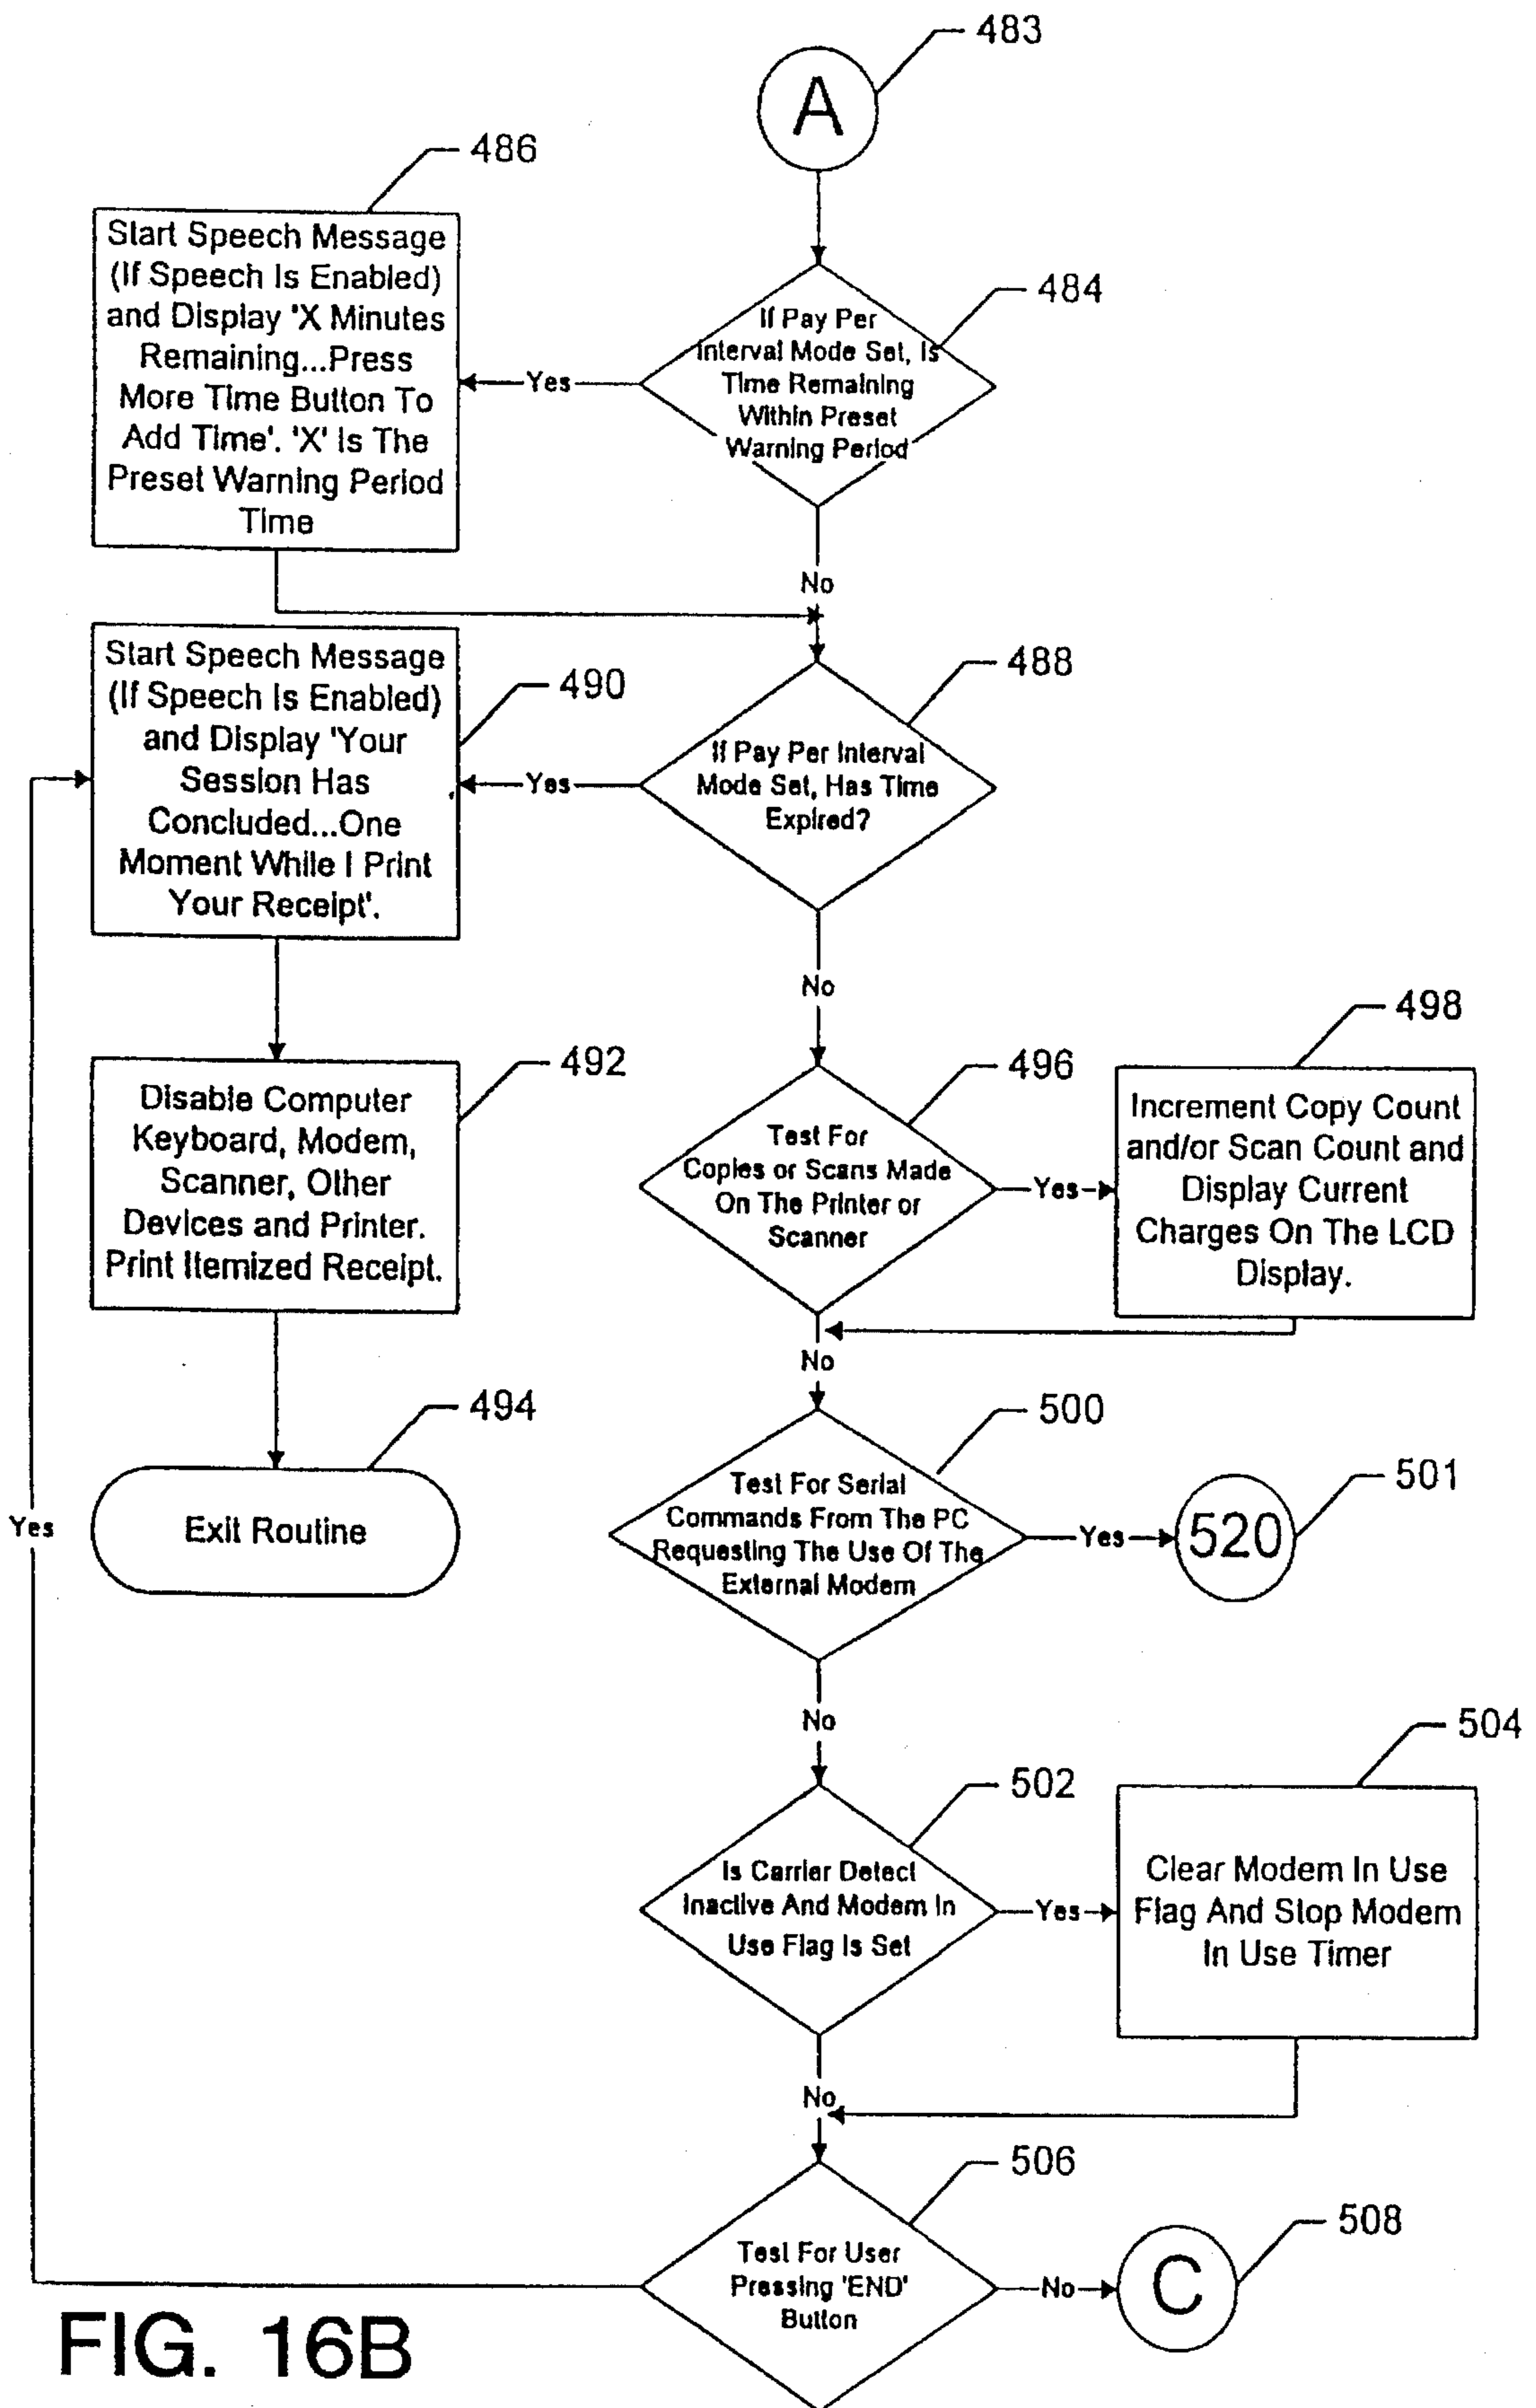 483
A
486
Start Speech Message
(If Speech Is Enabled)
and Display 'X Minutes
Remaining...Press
More Time Button To
Add Time'. 'X' Is The
Preset Warning Period
Time
484
If Pay Per
Interval Mode Set, Is
Time Remaining
Within Preset
Warning Period
Yes
No
490
Start Speech Message
(If Speech Is Enabled)
and Display 'Your
Session Has
Concluded...One
Moment While I Print
Your Receipt'.
488
If Pay Per Interval
Mode Set, Has Time
Expired?
Yes
No
492
Disable Computer
Keyboard, Modem,
Scanner, Other
Devices and Printer.
Print Itemized Receipt.
496
Test For
Copies or Scans Made
On The Printer or
Scanner
Yes
498
Increment Copy Count
and/or Scan Count and
Display Current
Charges On The LCD
Display.
No
494
Exit Routine
Yes
500
Test For Serial
Commands From The PC
Requesting The Use Of The
External Modem
Yes
501
520
No
502
Is Carrier Detect
Inactive And Modem In
Use Flag Is Set
Yes
504
Clear Modem In Use
Flag And Stop Modem
In Use Timer
No
506
Test For User
Pressing 'END'
Button
No
508
C
FIG. 16B